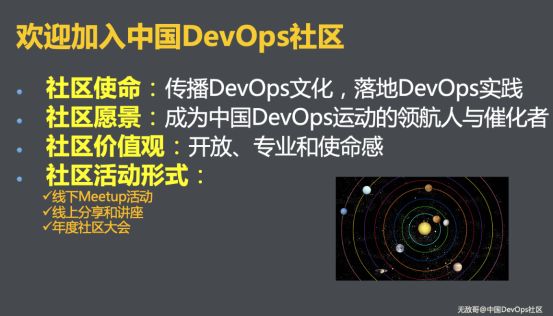 欢迎加入中国DevOps社区
• 社区使命：传播DevOps文化，落地DevOps实践
• 社区愿景：成为中国DevOps运动的领航人与催化者
• 社区价值观：开放、专业和使命感
• 社区活动形式：
✓线下Meetup活动
✓线上分享和讲座
✓年度社区大会
无敌哥@中国DevOps社区